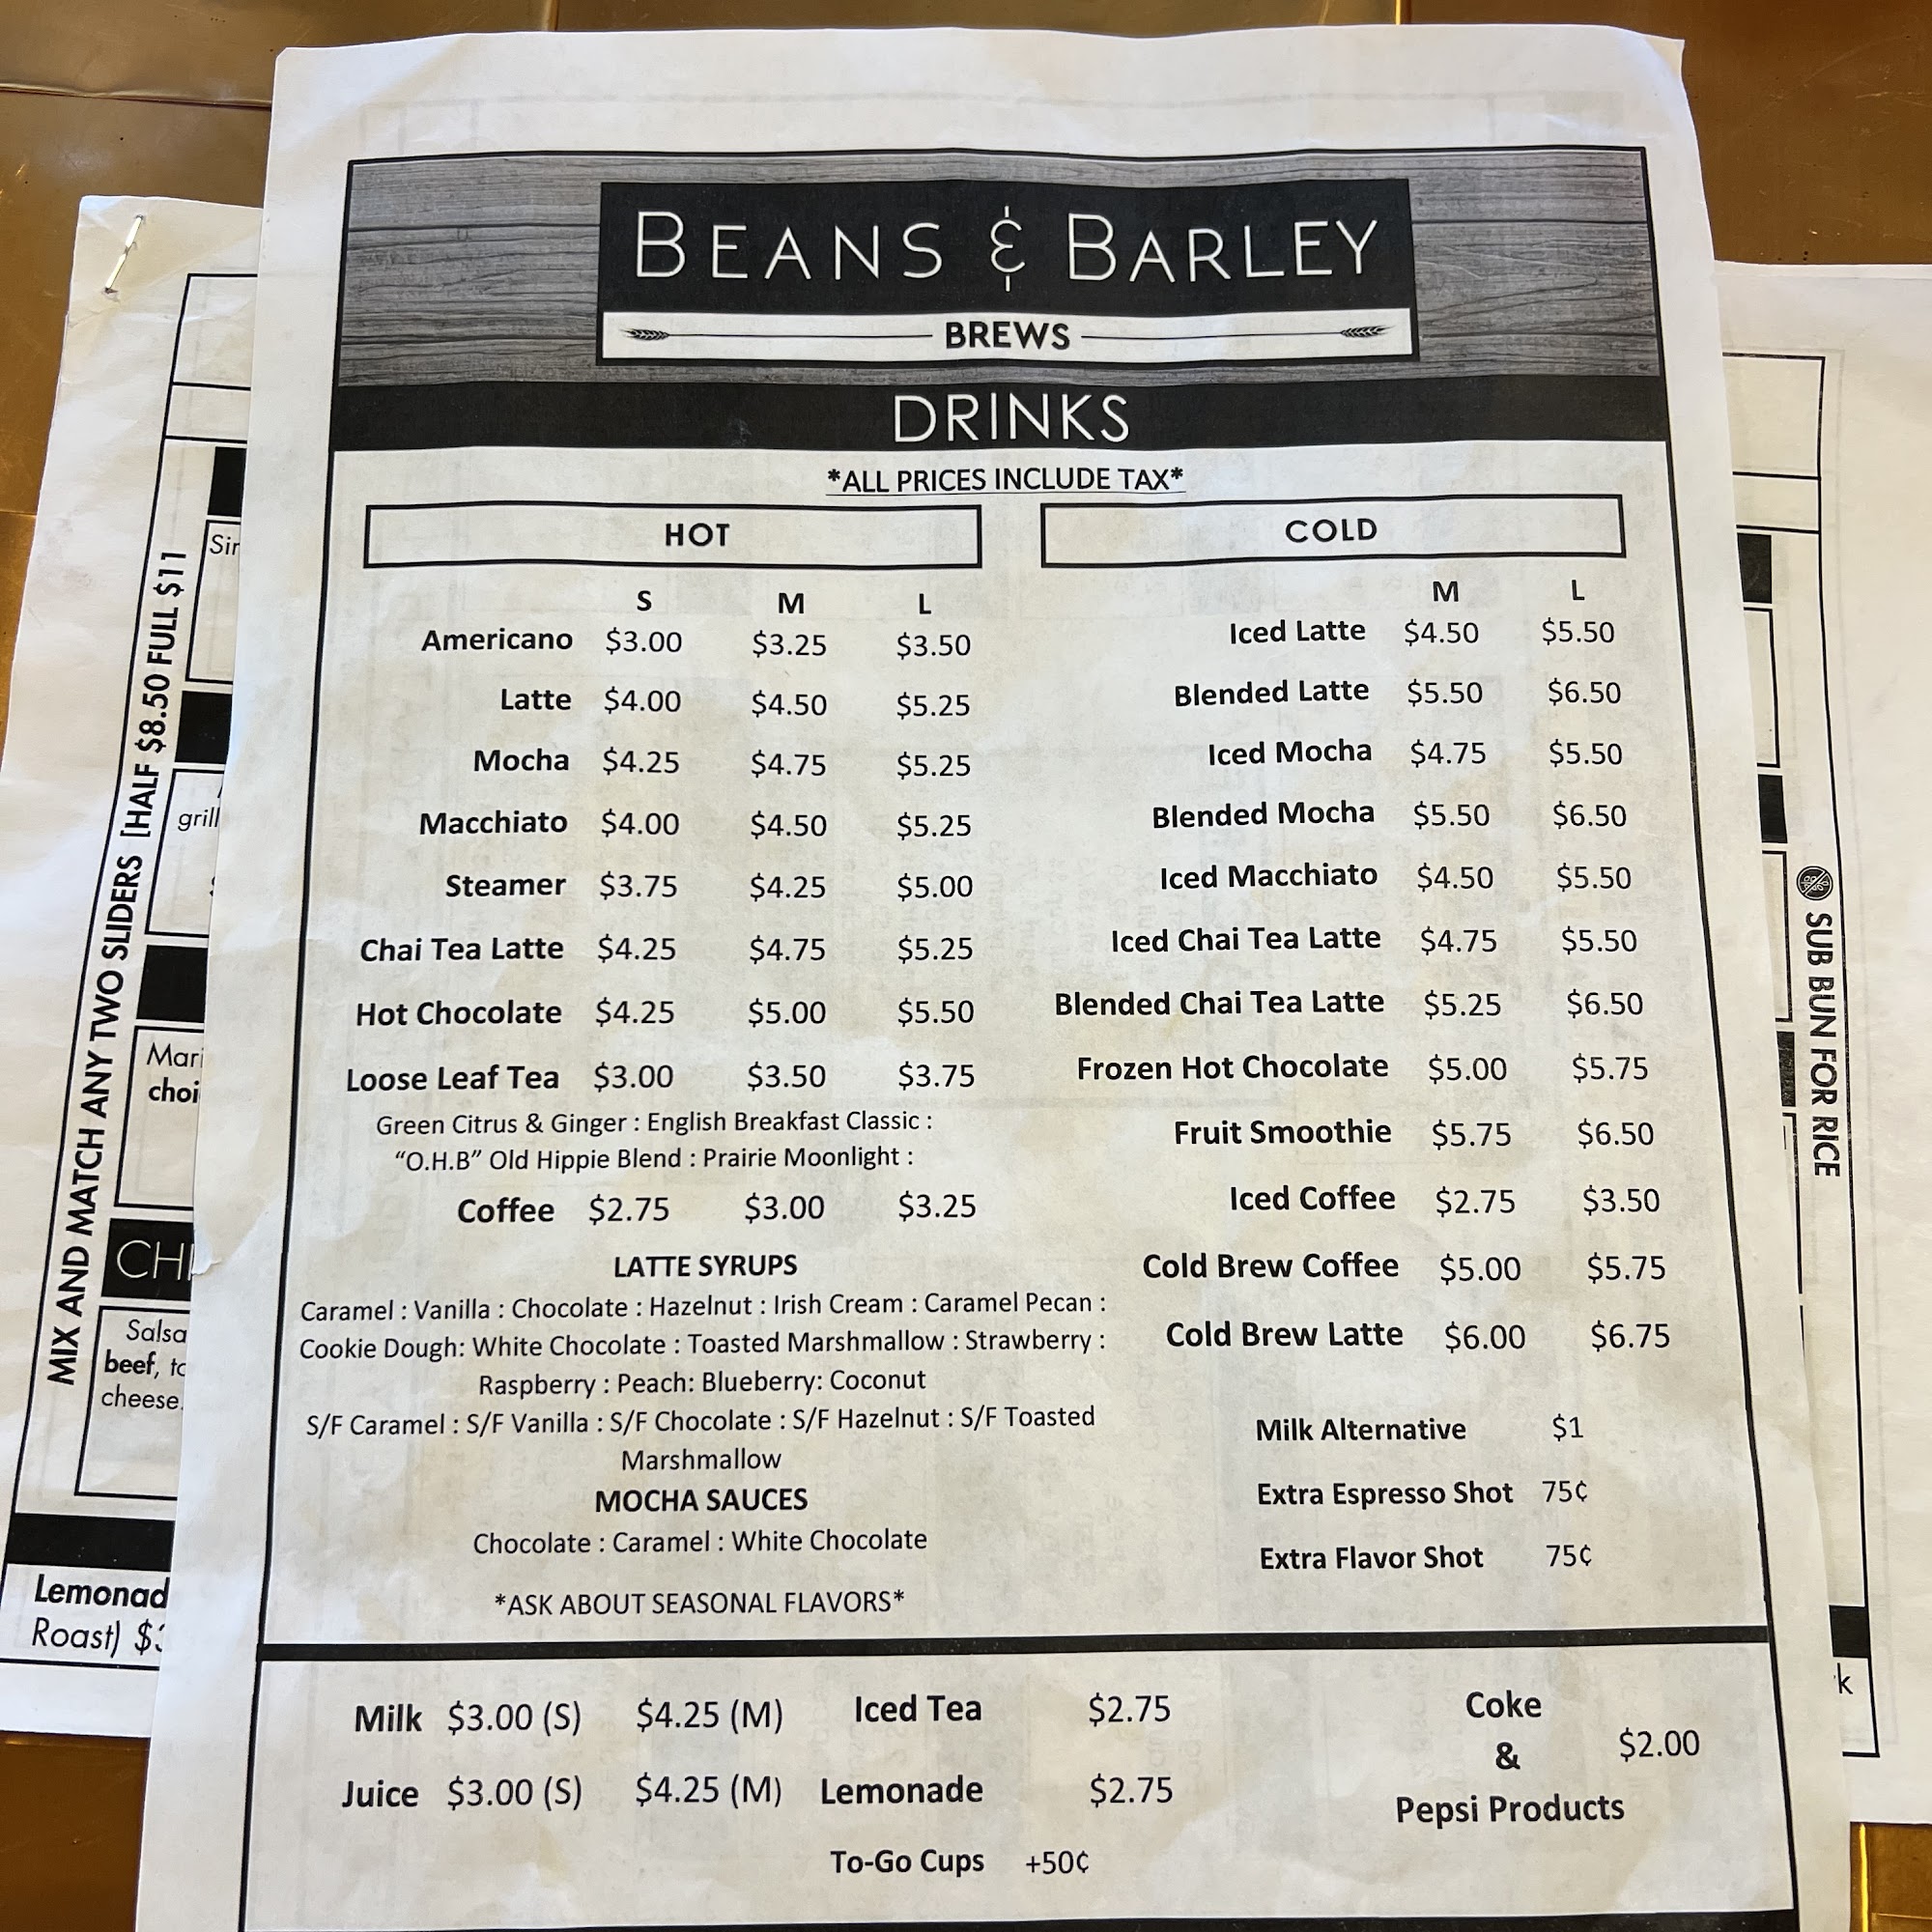 BEANS & BARLEY
BREWS
DRINKS
*ALL PRICES INCLUDE TAX*
HOT
S M L
Americano $3.00 $3.25 $3.50
Latte $4.00 $4.50 $5.25
Mocha $4.25 $4.75 $5.25
Macchiato $4.00 $4.50 $5.25
Steamer $3.75 $4.25 $5.00
Chai Tea Latte $4.25 $4.75 $5.25
Hot Chocolate $4.25 $5.00 $5.50
Loose Leaf Tea $3.00 $3.50 $3.75
Green Citrus & Ginger : English Breakfast Classic :
“O.H.B” Old Hippie Blend : Prairie Moonlight :
Coffee $2.75 $3.00 $3.25
LATTE SYRUPS
Caramel : Vanilla : Chocolate : Hazelnut : Irish Cream : Caramel Pecan :
Cookie Dough: White Chocolate : Toasted Marshmallow : Strawberry :
Raspberry : Peach: Blueberry: Coconut
S/F Caramel : S/F Vanilla : S/F Chocolate : S/F Hazelnut : S/F Toasted
Marshmallow
MOCHA SAUCES
Chocolate : Caramel : White Chocolate
*ASK ABOUT SEASONAL FLAVORS*
COLD
M L
Iced Latte $4.50 $5.50
Blended Latte $5.50 $6.50
Iced Mocha $4.75 $5.50
Blended Mocha $5.50 $6.50
Iced Macchiato $4.50 $5.50
Iced Chai Tea Latte $4.75 $5.50
Blended Chai Tea Latte $5.25 $6.50
Frozen Hot Chocolate $5.00 $5.75
Fruit Smoothie $5.75 $6.50
Iced Coffee $2.75 $3.50
Cold Brew Coffee $5.00 $5.75
Cold Brew Latte $6.00 $6.75
Milk Alternative $1
Extra Espresso Shot 75¢
Extra Flavor Shot 75¢
Milk $3.00 (S) $4.25 (M) Iced Tea $2.75
Juice $3.00 (S) $4.25 (M) Lemonade $2.75
To-Go Cups +50¢
Coke
&
Pepsi Products
$2.00
MIX AND MATCH ANY TWO SLIDERS [HALF $8.50 FULL $11
Sir
grill
Mari
choi
CHI
Salsa
beef, to
cheese.
Lemonad
Roast) $3
SUB BUN FOR RICE
k